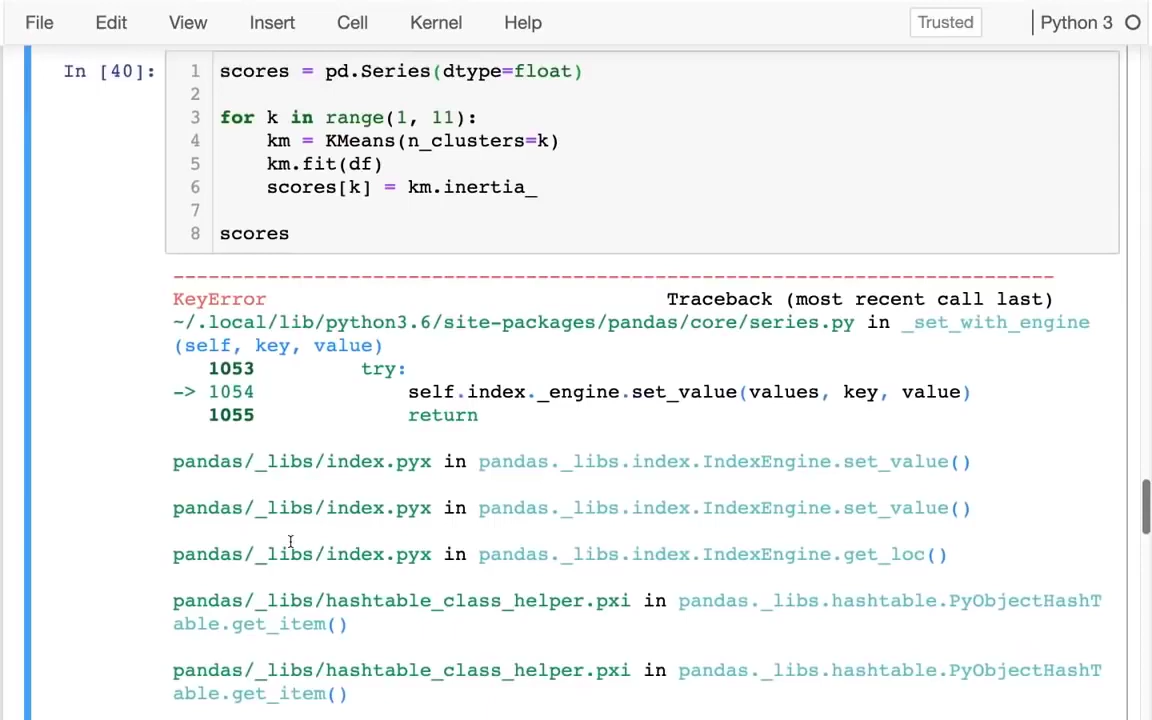 File Edit View Insert Cell Kernel Help Trusted Python 3
In [40]:
1 scores = pd.Series(dtype=float)
2
3 for k in range(1, 11):
4     km = KMeans(n_clusters=k)
5     km.fit(df)
6     scores[k] = km.inertia_
7
8 scores
---------------------------------------------------------------------------
KeyError                                  Traceback (most recent call last)
~/.local/lib/python3.6/site-packages/pandas/core/series.py in _set_with_engine
(self, key, value)
   1053         try:
-> 1054             self.index._engine.set_value(values, key, value)
   1055             return
pandas/_libs/index.pyx in pandas._libs.index.IndexEngine.set_value()
pandas/_libs/index.pyx in pandas._libs.index.IndexEngine.set_value()
pandas/_libs/index.pyx in pandas._libs.index.IndexEngine.get_loc()
pandas/_libs/hashtable_class_helper.pxi in pandas._libs.hashtable.PyObjectHashT
able.get_item()
pandas/_libs/hashtable_class_helper.pxi in pandas._libs.hashtable.PyObjectHashT
able.get_item()